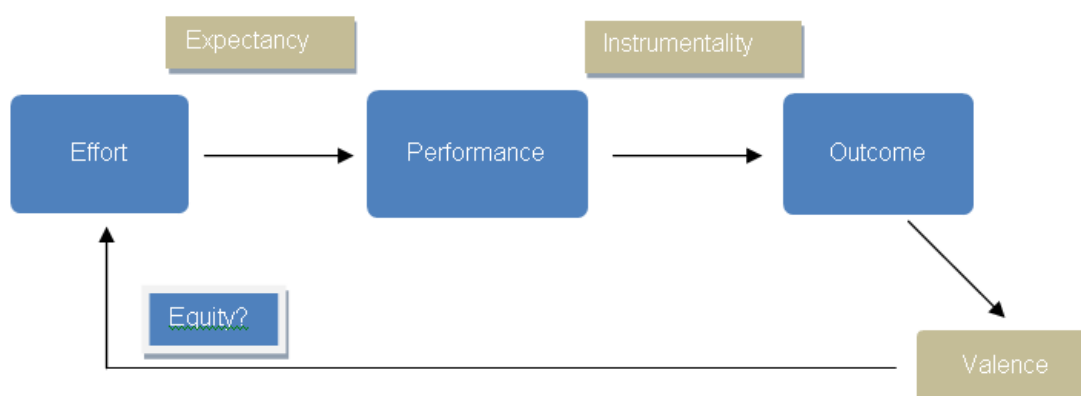 Expectancy
Instrumentality
Effort
Performance
Outcome
Equity?
Valence